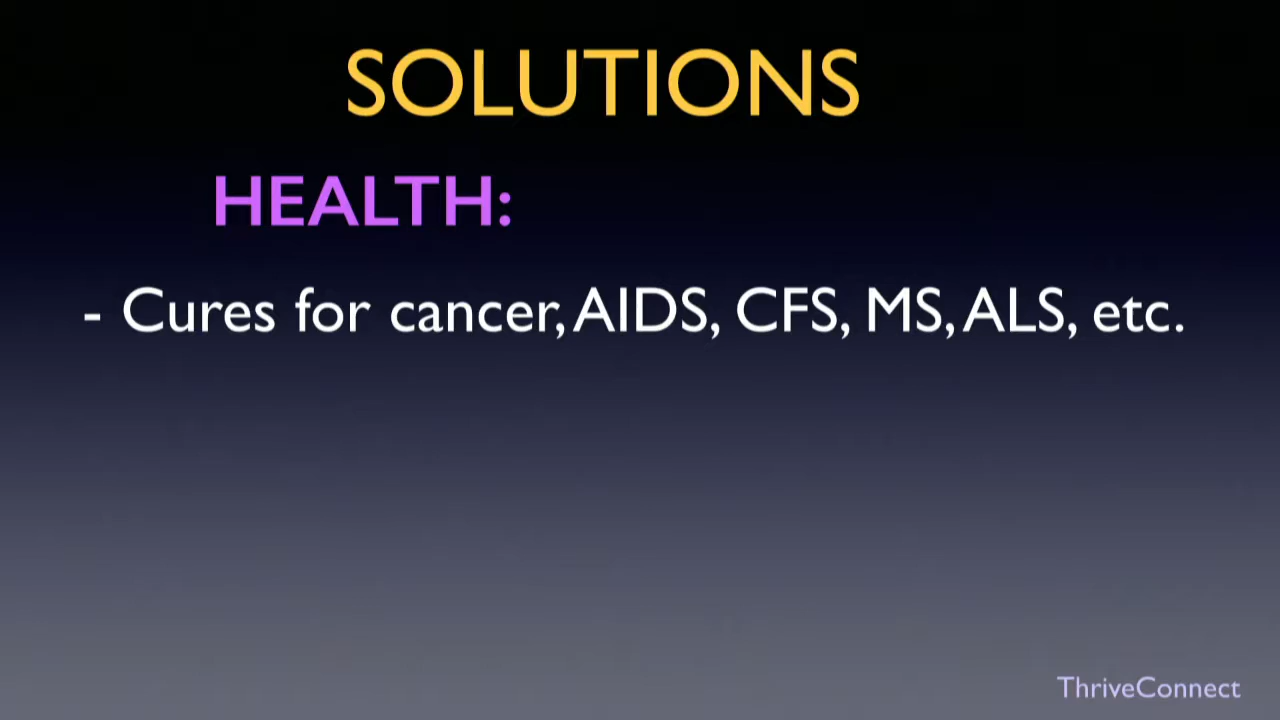 SOLUTIONS
HEALTH:
- Cures for cancer, AIDS, CFS, MS, ALS, etc.
ThriveConnect